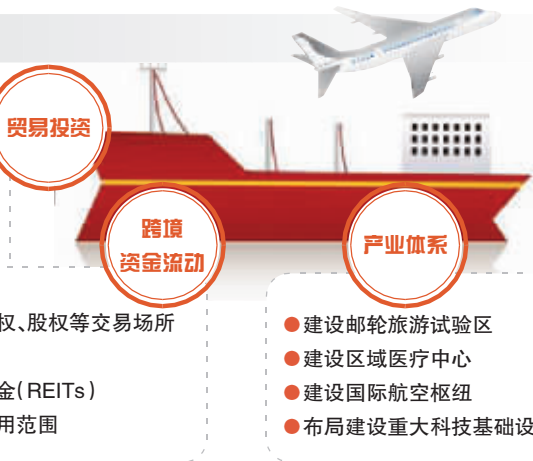 贸易投资
跨境
资金流动
产业体系
权、股权等交易场所
金(REITs)
用范围
●建设邮轮旅游试验区
●建设区域医疗中心
●建设国际航空枢纽
●布局建设重大科技基础设